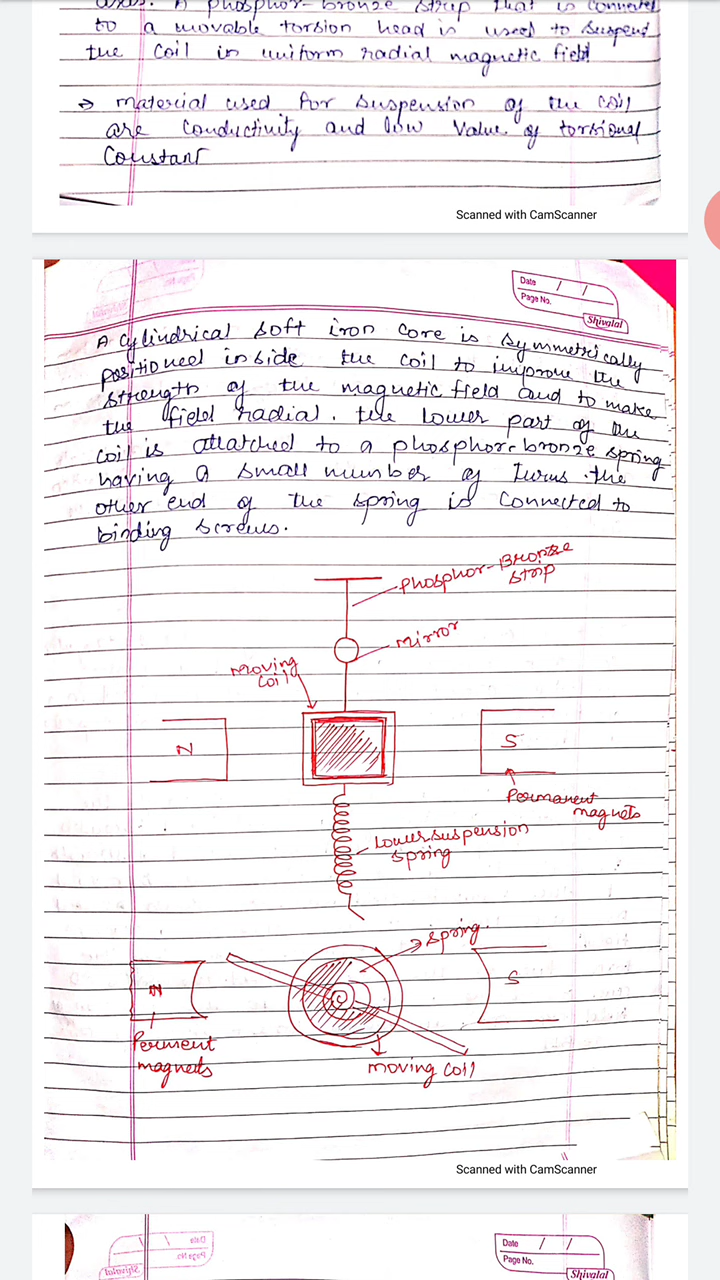 A phosphor-bronze strip that is connected
to a movable torsion head is used to suspend
the coil in uniform radial magnetic field
→ material used for suspension of the coil
are conductivity and low value of torsional
Constant
Scanned with CamScanner
Date / /
Page No.
Shivalal
A cylindrical soft iron core is symmetrically
positioned inside the coil to improve the
strength of the magnetic field and to make
the field radial. the lower part of the
coil is attatched to a phosphor-bronze spring
having a small number of turns. the
other end of the spring is connected to
binding screws.
Phosphor-Bronze
strip
mirror
moving
coil
N
S
Permanent
magnets
Lower suspension
spring
spring
N
S
Perment
magnets
moving coil
Scanned with CamScanner
Date / /
Page No.
Shivalal